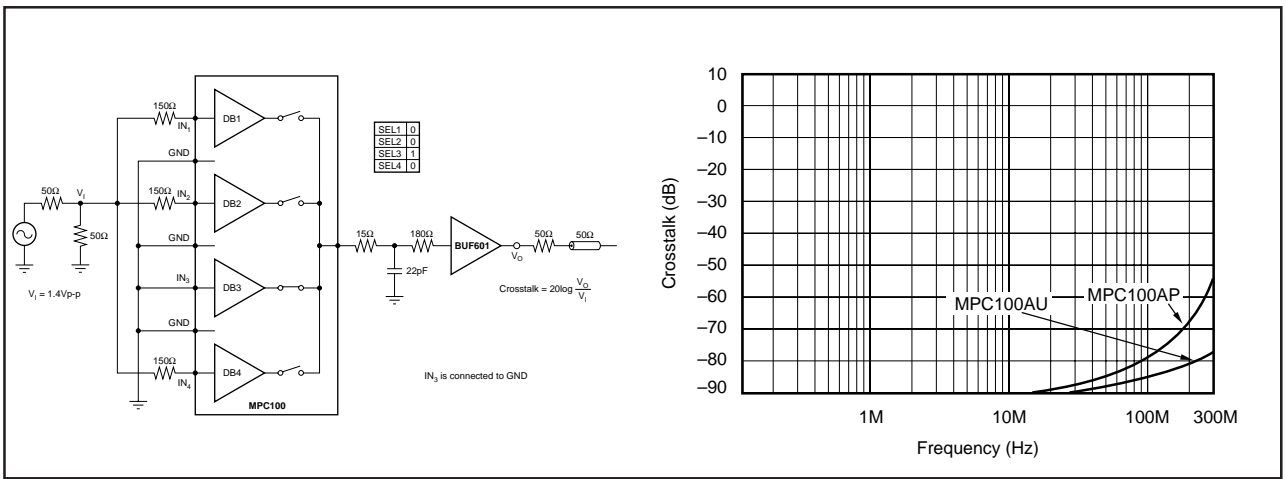 150Ω
IN1
DB1
GND
50Ω
VI
150Ω
IN2
DB2
50Ω
GND
IN3
DB3
VI = 1.4Vp-p
GND
150Ω
IN4
DB4
MPC100
SEL1 0
SEL2 0
SEL3 1
SEL4 0
15Ω
180Ω
22pF
BUF601
VO
50Ω
50Ω
Crosstalk = 20log VO
VI
IN3 is connected to GND
Crosstalk (dB)
10
0
–10
–20
–30
–40
–50
–60
–70
–80
–90
MPC100AP
MPC100AU
1M
10M
100M
300M
Frequency (Hz)